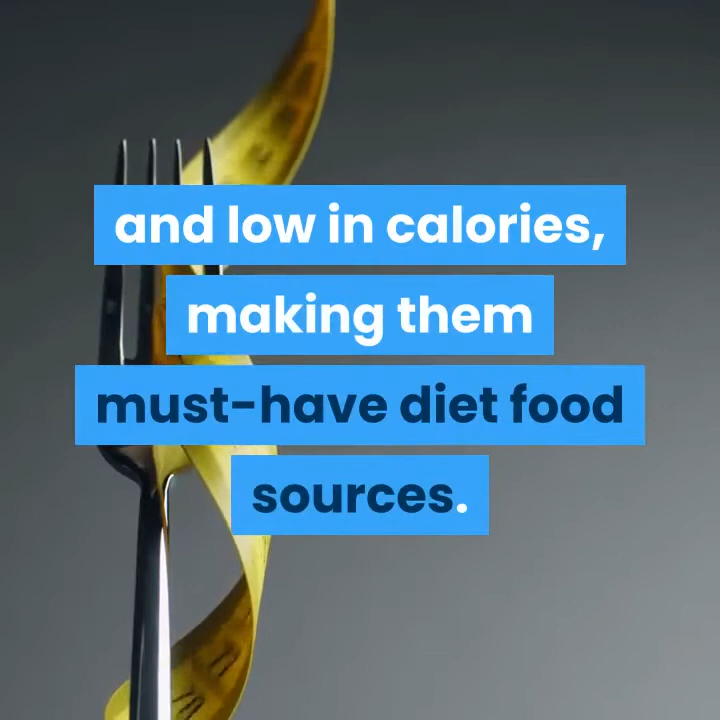 and low in calories,
making them
must-have diet food
sources.